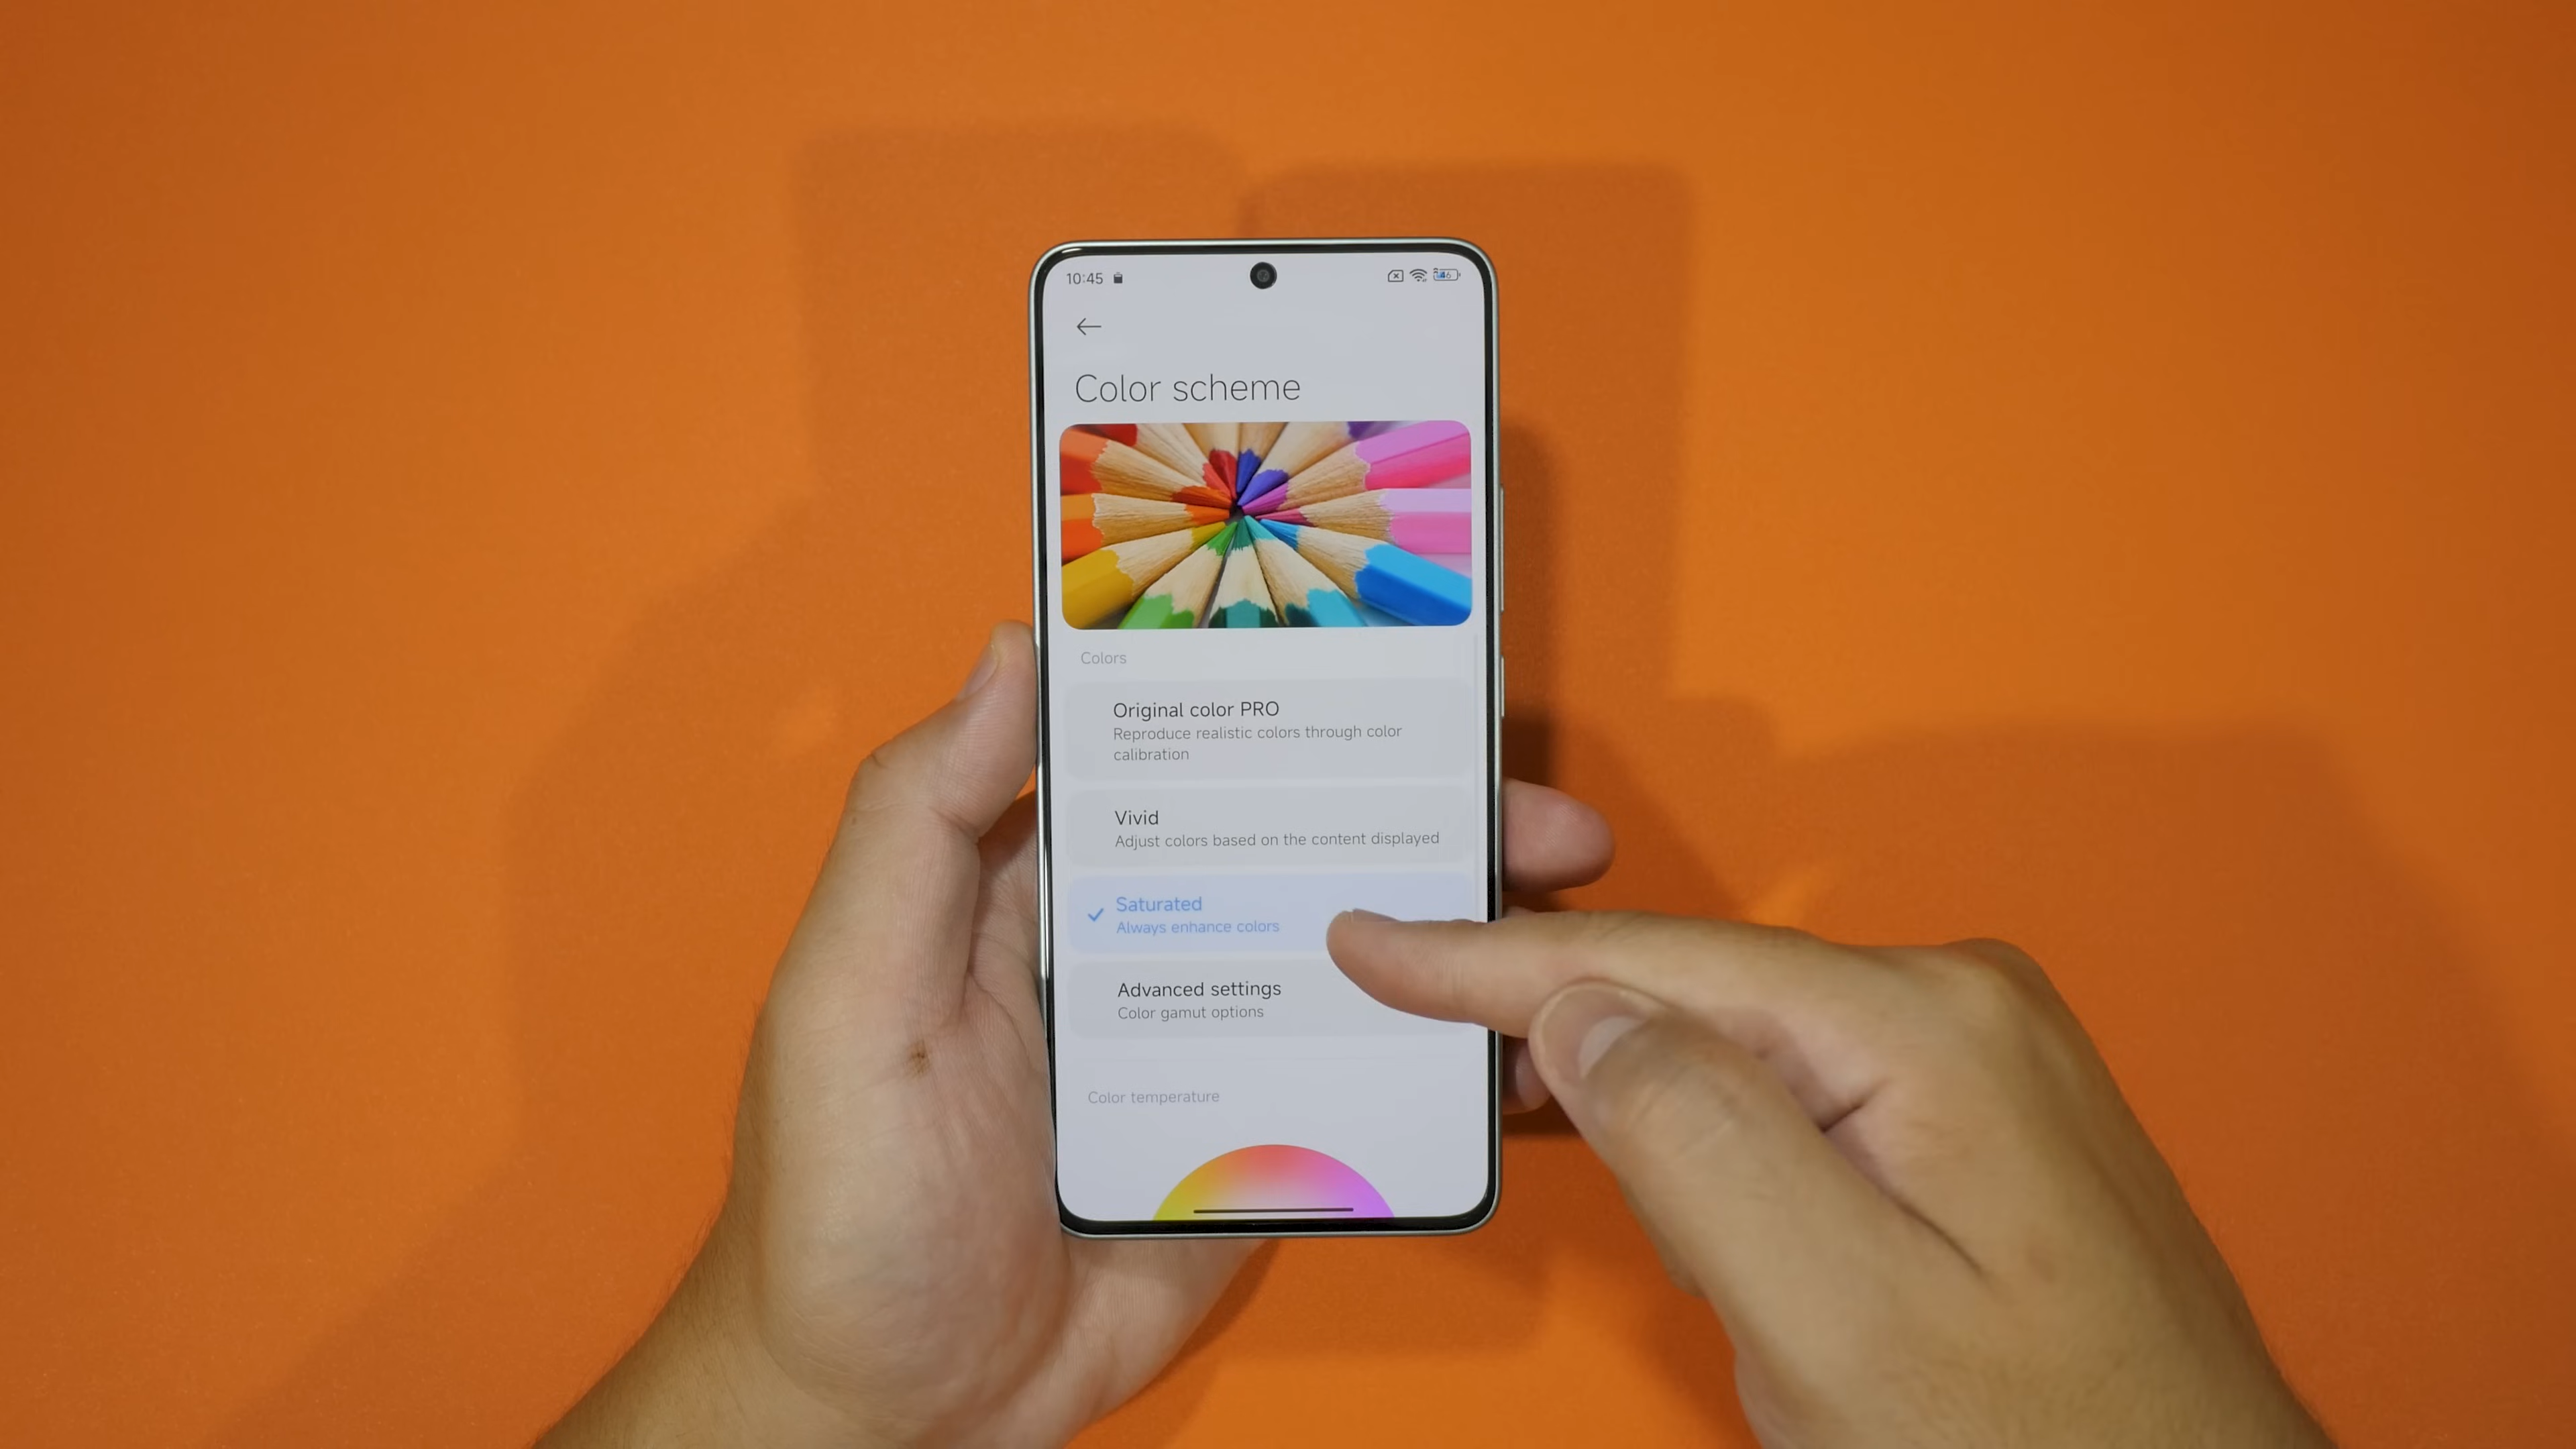 10:45
Color scheme
Colors
Original color PRO
Reproduce realistic colors through color
calibration
Vivid
Adjust colors based on the content displayed
Saturated
Always enhance colors
Advanced settings
Color gamut options
Color temperature